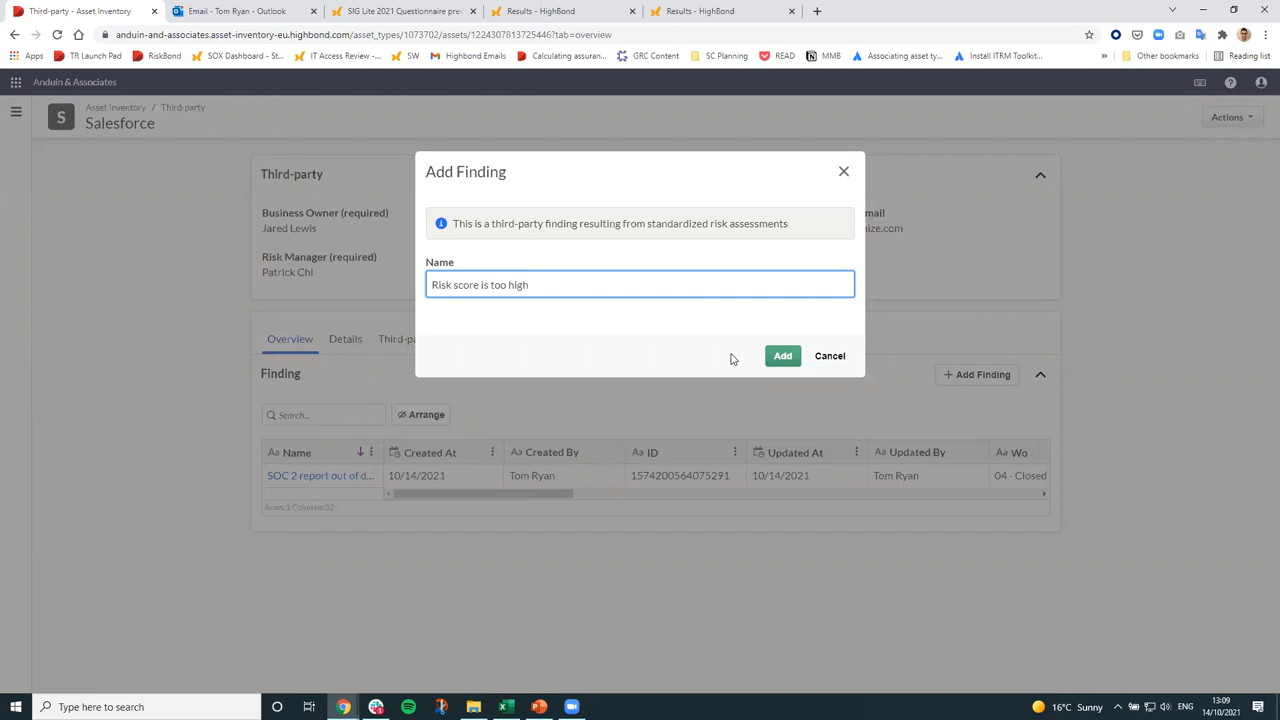 Third-party - Asset Inventory
Email - Tom Ryan - Outlook
SIG Lite 2021 Questionnaire prev
Results - HighBond
Results - HighBond
anduin-and-associates.asset-inventory-eu.highbond.com/asset_types/1073702/assets/1224307813725446?tab=overview
Apps
TR Launch Pad
RiskBond
SOX Dashboard - St...
IT Access Review -...
SW
Highbond Emails
Calculating assuran...
GRC Content
SC Planning
READ
MMB
Associating asset ty...
Install ITRM Toolkit...
»
Other bookmarks
Reading list
Anduin & Associates
S
Asset Inventory / Third-party
Salesforce
Actions
Third-party
Business Owner (required)
Jared Lewis
mail
nize.com
Risk Manager (required)
Patrick Chi
Add Finding
This is a third-party finding resulting from standardized risk assessments
Name
Risk score is too high
Add
Cancel
Overview
Details
Third-pa
Finding
+ Add Finding
Search...
Arrange
Aa Name
Created At
Aa Created By
Aa ID
Updated At
Aa Updated By
Aa Wo
SOC 2 report out of d...
10/14/2021
Tom Ryan
1574200564075291
10/14/2021
Tom Ryan
04 - Closed
Rows:1 Columns:32
Type here to search
16°C Sunny
13:09
14/10/2021